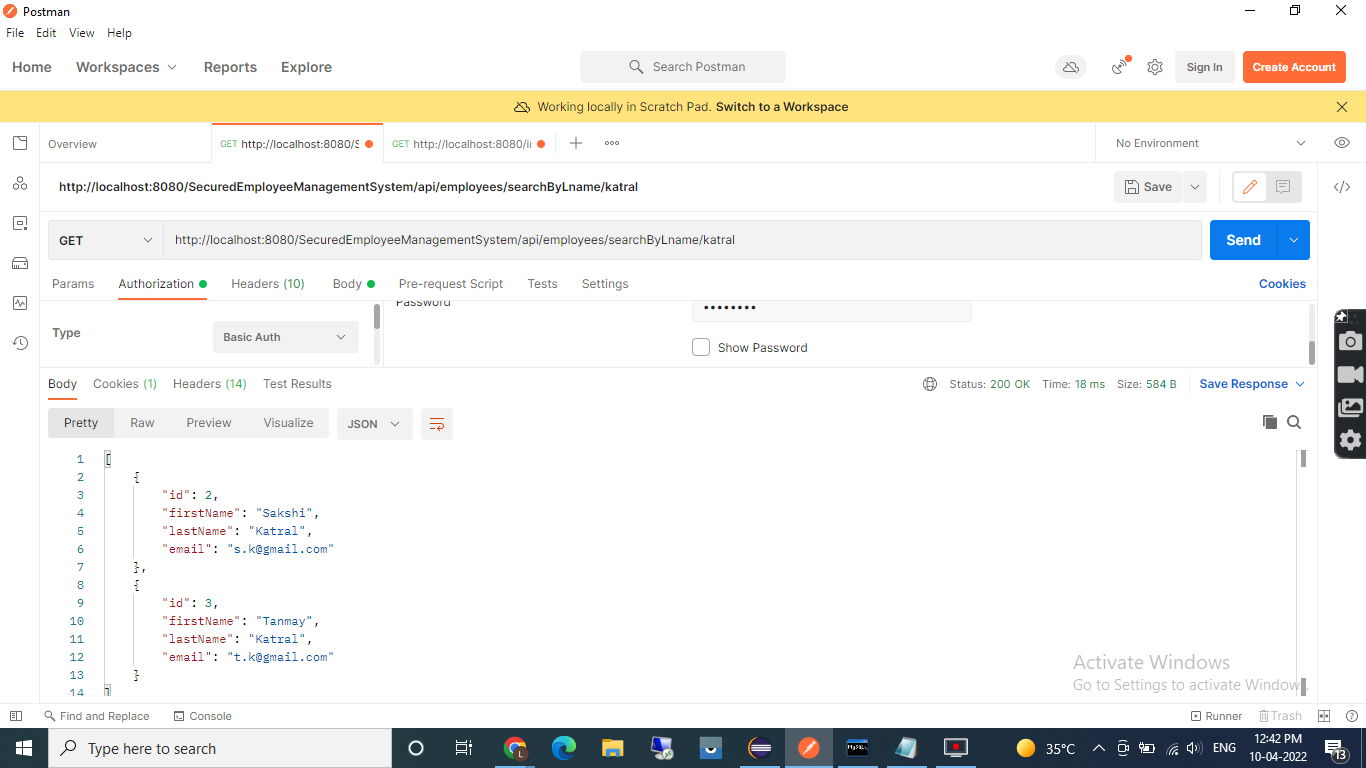 Postman
File Edit View Help
Home Workspaces Reports Explore Search Postman Sign In Create Account
Working locally in Scratch Pad. Switch to a Workspace
Overview GET http://localhost:8080/S GET http://localhost:8080/i No Environment
http://localhost:8080/SecuredEmployeeManagementSystem/api/employees/searchByLname/katral Save
GET http://localhost:8080/SecuredEmployeeManagementSystem/api/employees/searchByLname/katral Send
Params Authorization Headers (10) Body Pre-request Script Tests Settings Cookies
Password ••••••••
Type Basic Auth
Show Password
Body Cookies (1) Headers (14) Test Results Status: 200 OK Time: 18 ms Size: 584 B Save Response
Pretty Raw Preview Visualize JSON
1 [
2 {
3 "id": 2,
4 "firstName": "Sakshi",
5 "lastName": "Katral",
6 "email": "s.k@gmail.com"
7 },
8 {
9 "id": 3,
10 "firstName": "Tanmay",
11 "lastName": "Katral",
12 "email": "t.k@gmail.com"
13 }
14 ]
Activate Windows
Go to Settings to activate Windows.
Find and Replace Console Runner Trash
Type here to search L MySQL 35°C ENG 12:42 PM
10-04-2022 13